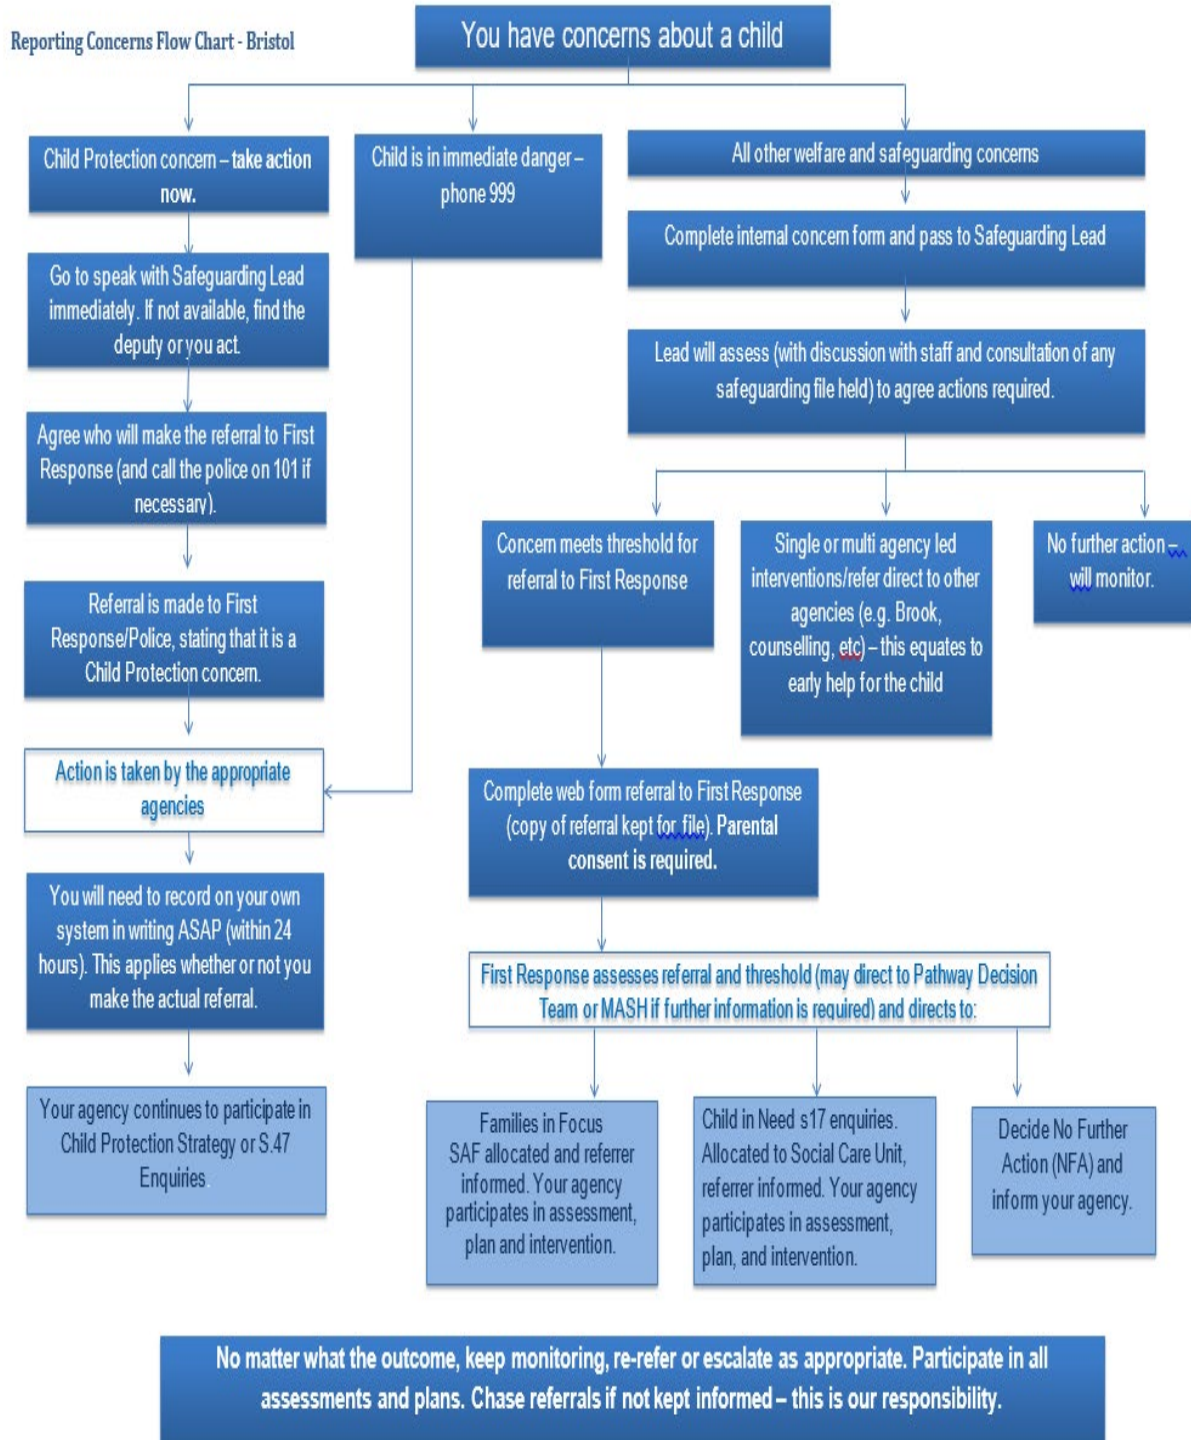 Reporting Concerns Flow Chart - Bristol
You have concerns about a child
Child Protection concern – take action
now.
Go to speak with Safeguarding Lead
immediately. If not available, find the
deputy or you act.
Agree who will make the referral to First
Response (and call the police on 101 if
necessary).
Referral is made to First
Response/Police, stating that it is a
Child Protection concern.
Action is taken by the appropriate
agencies
You will need to record on your own
system in writing ASAP (within 24
hours). This applies whether or not you
make the actual referral.
Your agency continues to participate in
Child Protection Strategy or S.47
Enquiries.
Child is in immediate danger –
phone 999
All other welfare and safeguarding concerns
Complete internal concern form and pass to Safeguarding Lead
Lead will assess (with discussion with staff and consultation of any
safeguarding file held) to agree actions required.
Concern meets threshold for
referral to First Response
Single or multi agency led
interventions/refer direct to other
agencies (e.g. Brook,
counselling, etc) – this equates to
early help for the child
No further action –
will monitor.
Complete web form referral to First Response
(copy of referral kept for file). Parental
consent is required.
First Response assesses referral and threshold (may direct to Pathway Decision
Team or MASH if further information is required) and directs to:
Families in Focus
SAF allocated and referrer
informed. Your agency
participates in assessment,
plan and intervention.
Child in Need s17 enquiries.
Allocated to Social Care Unit,
referrer informed. Your agency
participates in assessment,
plan, and intervention.
Decide No Further
Action (NFA) and
inform your agency.
No matter what the outcome, keep monitoring, re-refer or escalate as appropriate. Participate in all
assessments and plans. Chase referrals if not kept informed – this is our responsibility.